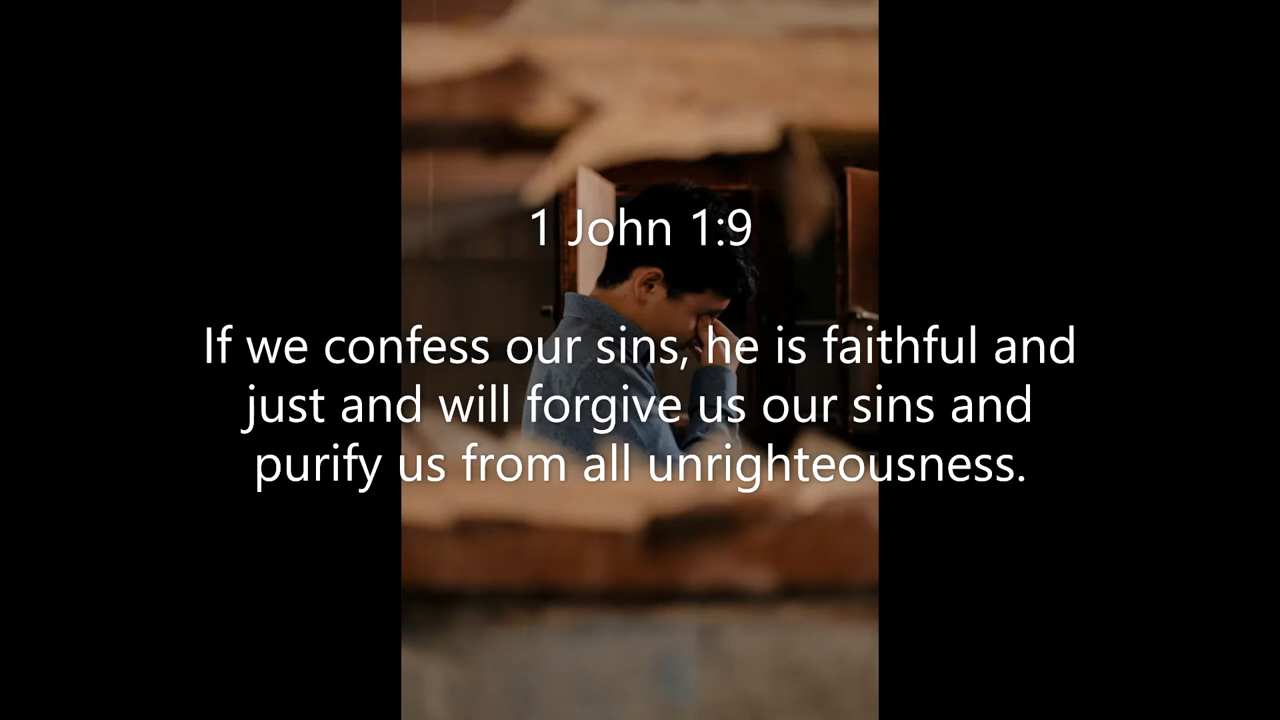 1 John 1:9
If we confess our sins, he is faithful and
just and will forgive us our sins and
purify us from all unrighteousness.